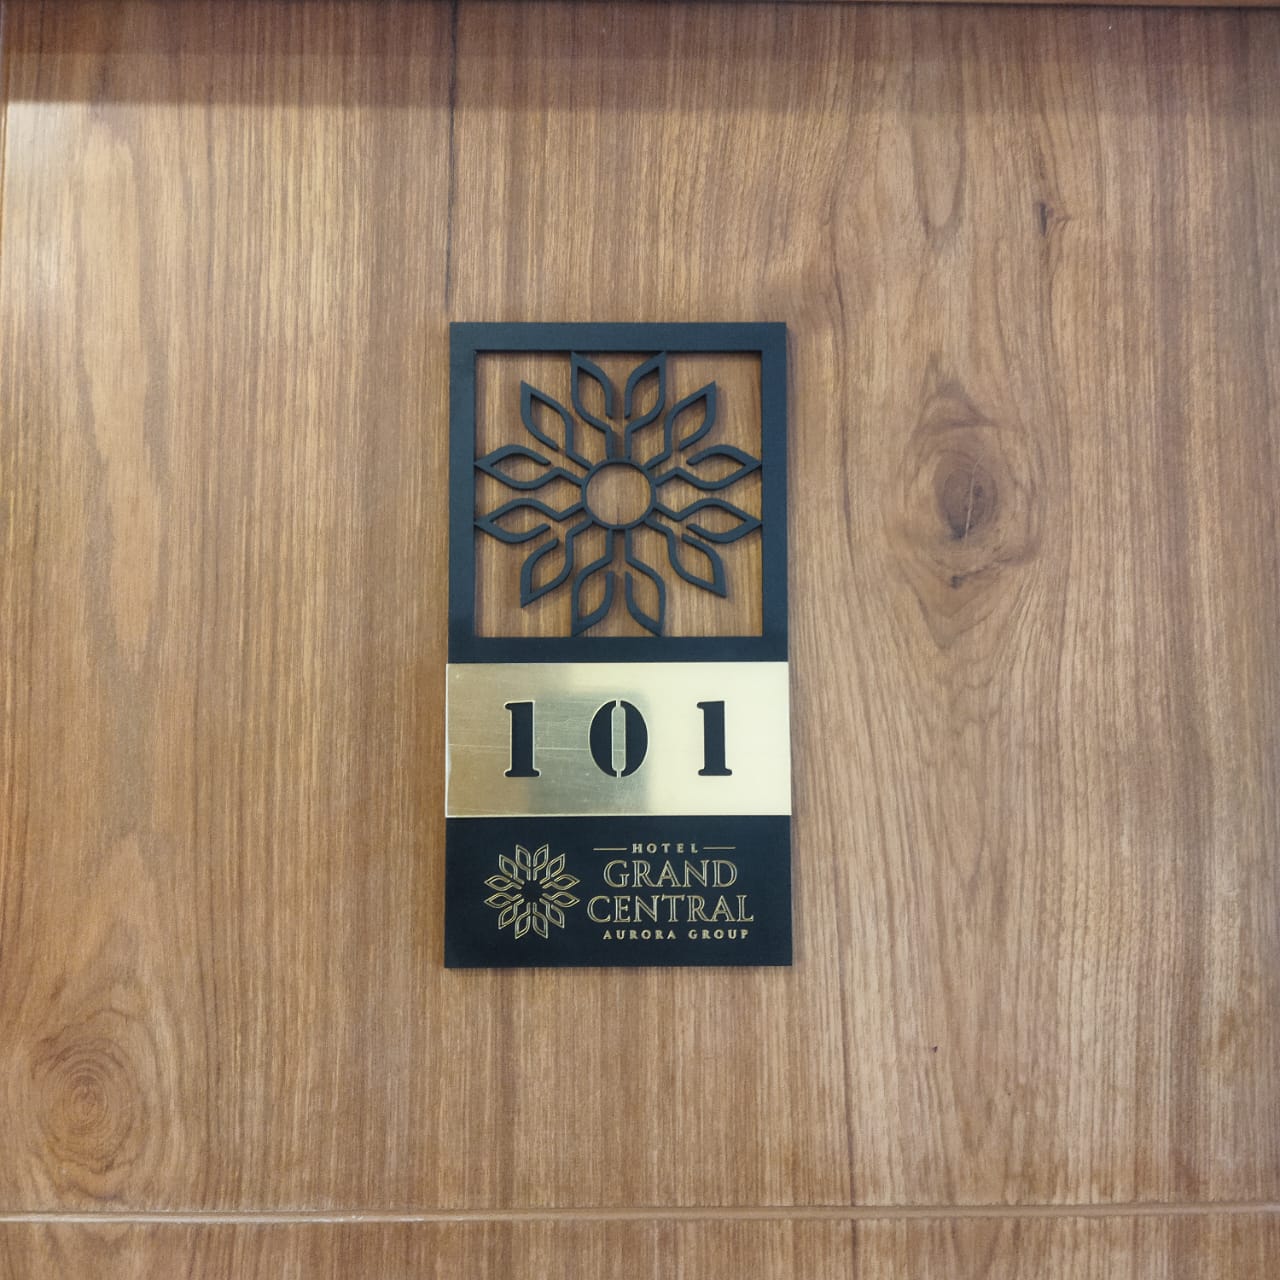 101
HOTEL
GRAND
CENTRAL
AURORA GROUP